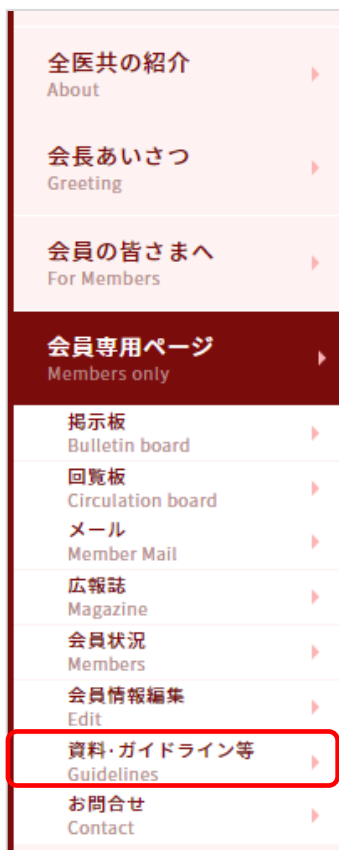 全医共の紹介
About
会長あいさつ
Greeting
会員の皆さまへ
For Members
会員専用ページ
Members only
掲示板
Bulletin board
回覧板
Circulation board
メール
Member Mail
広報誌
Magazine
会員状況
Members
会員情報編集
Edit
資料・ガイドライン等
Guidelines
お問合せ
Contact